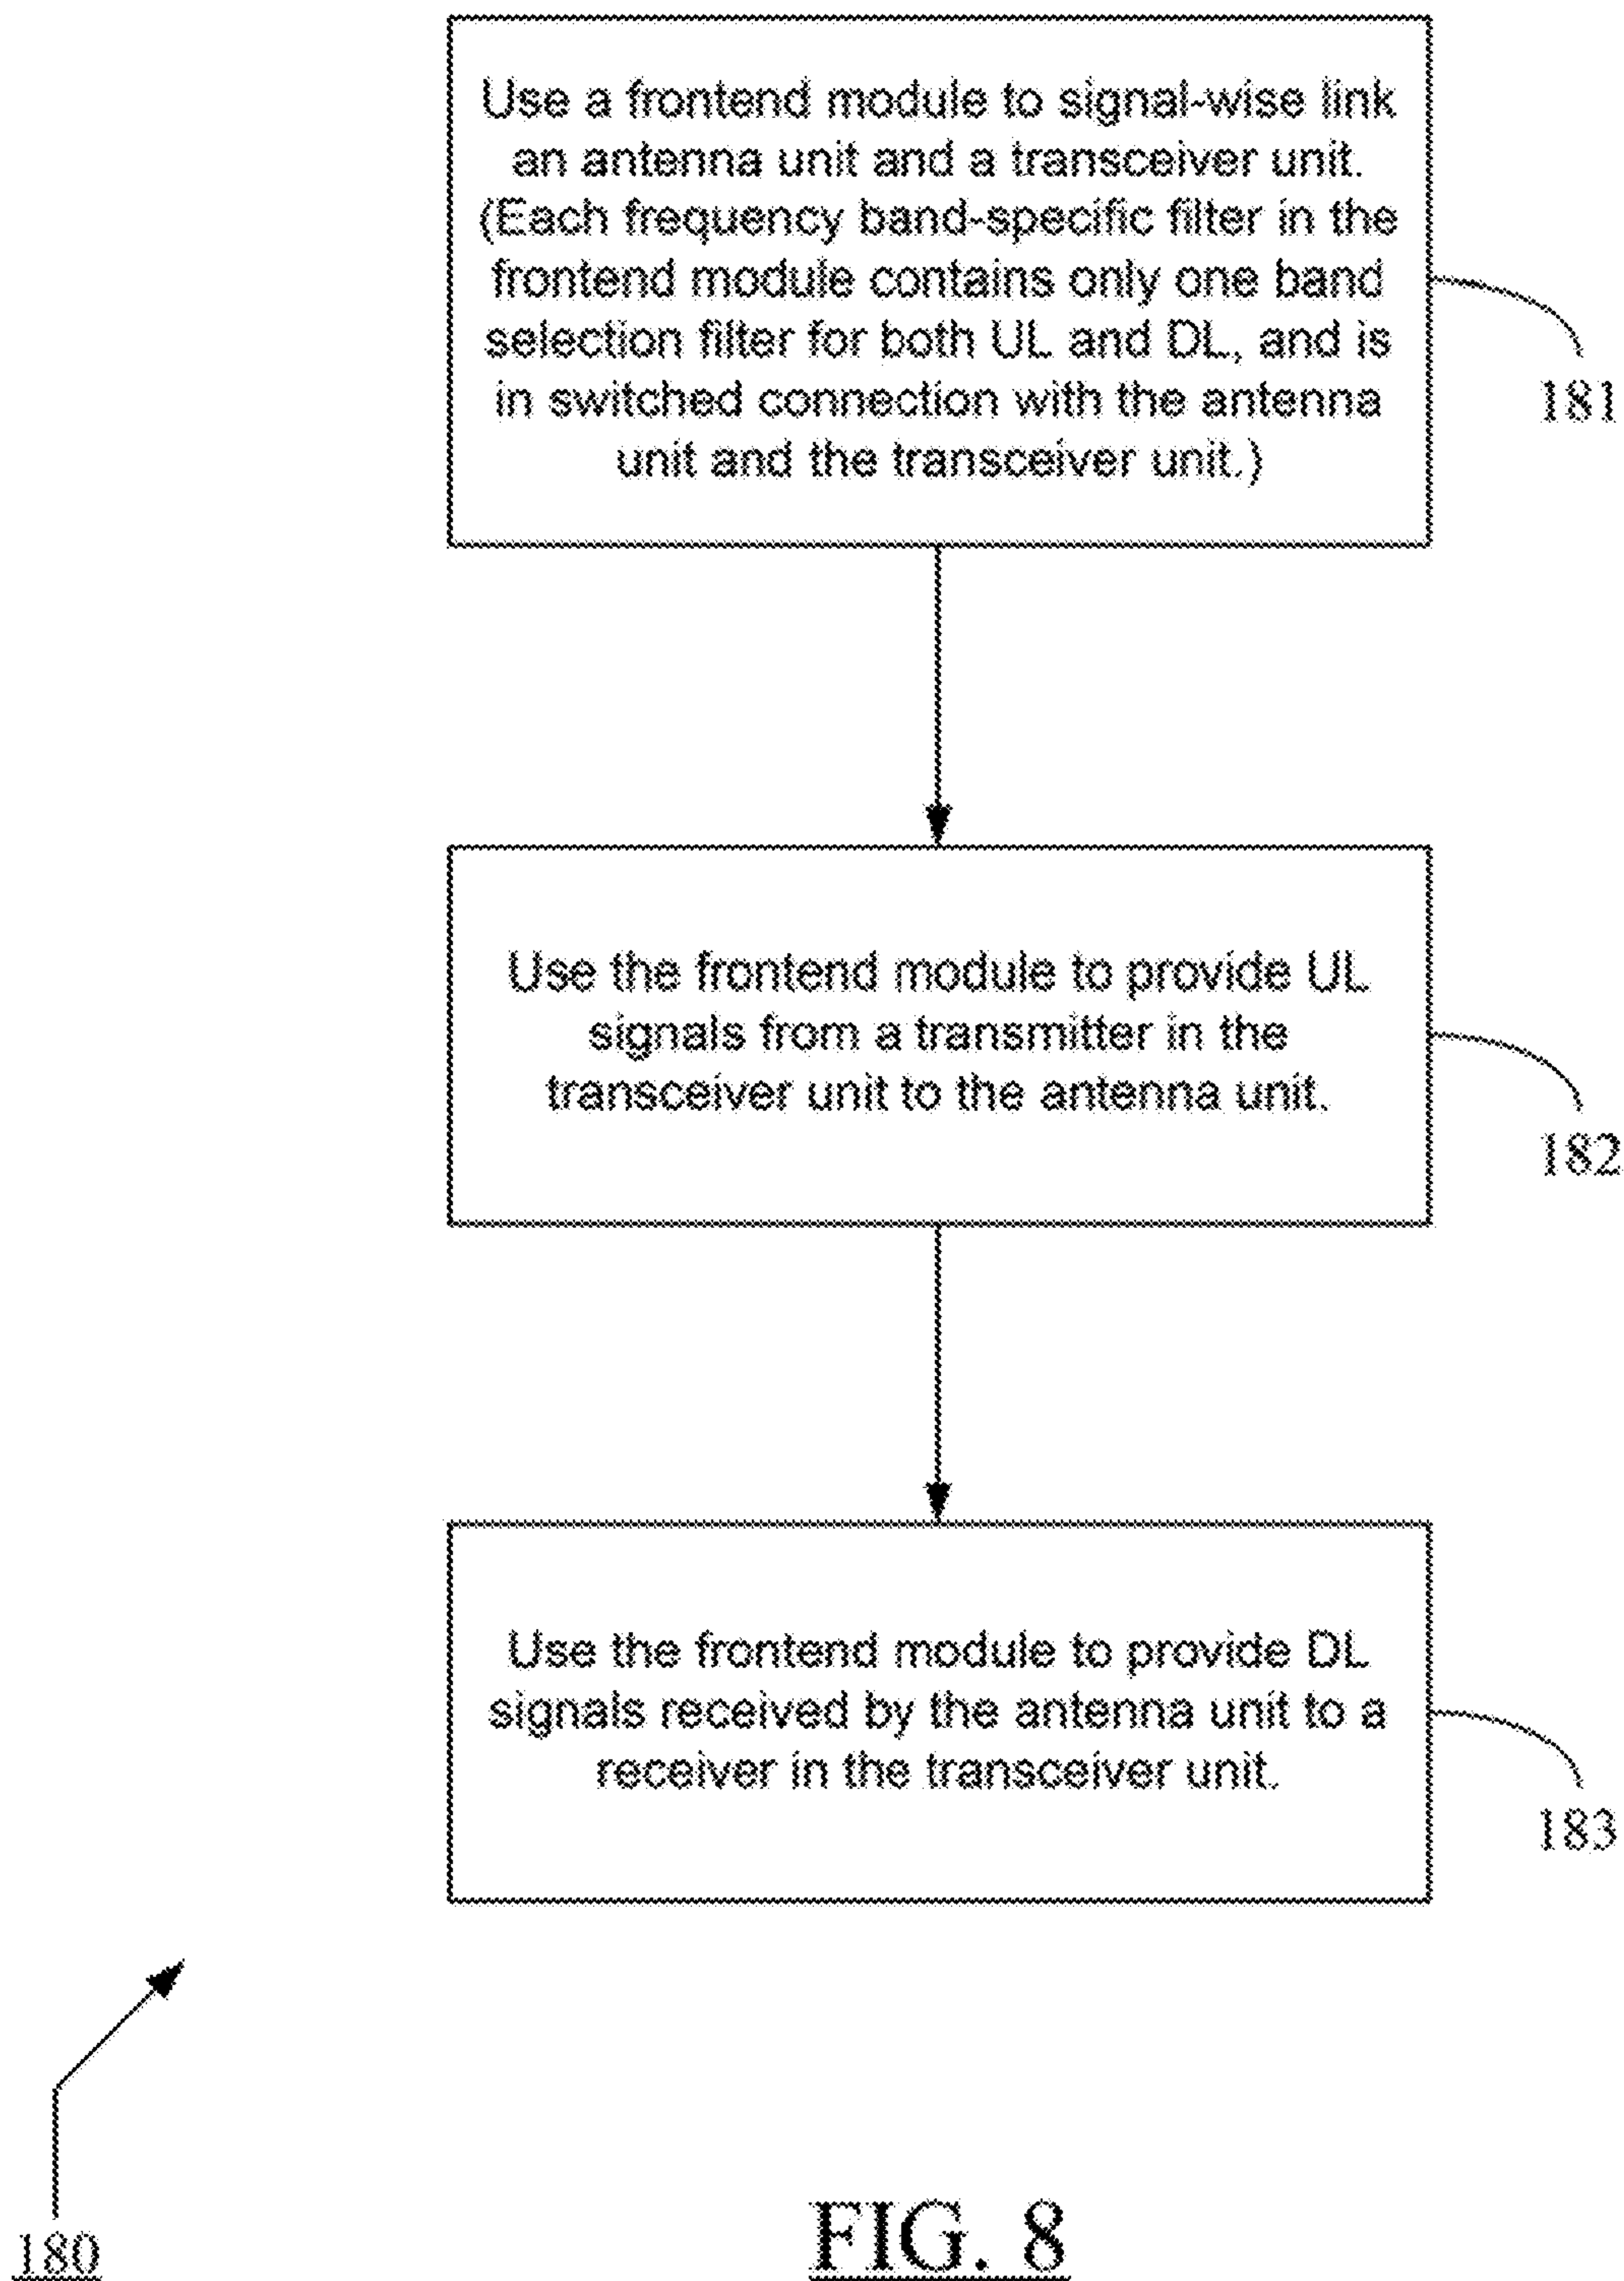 Use a frontend module to signal-wise link
an antenna unit and a transceiver unit.
(Each frequency band-specific filter in the
frontend module contains only one band
selection filter for both UL and DL, and is
in switched connection with the antenna
unit and the transceiver unit.)
181
Use the frontend module to provide UL
signals from a transmitter in the
transceiver unit to the antenna unit.
182
Use the frontend module to provide DL
signals received by the antenna unit to a
receiver in the transceiver unit.
183
180
FIG. 8